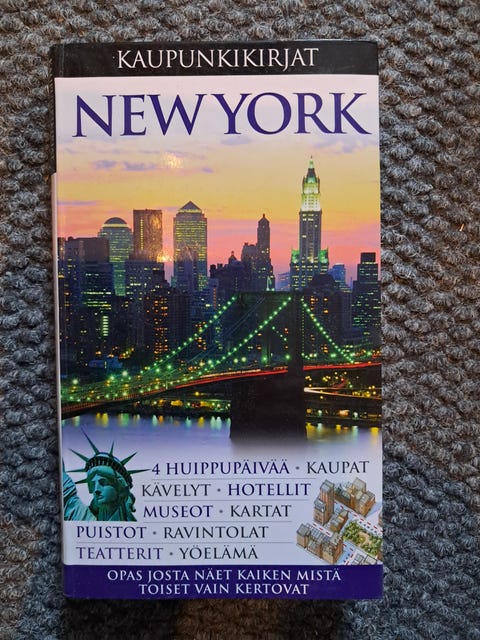 KAUPUNKIKIRJAT
NEW YORK
4 HUIPPUPÄIVÄÄ • KAUPAT
KÄVELYT • HOTELLIT
MUSEOT • KARTAT
PUISTOT • RAVINTOLAT
TEATTERIT • YÖELÄMÄ
OPAS JOSTA NÄET KAIKEN MISTÄ
TOISET VAIN KERTOVAT